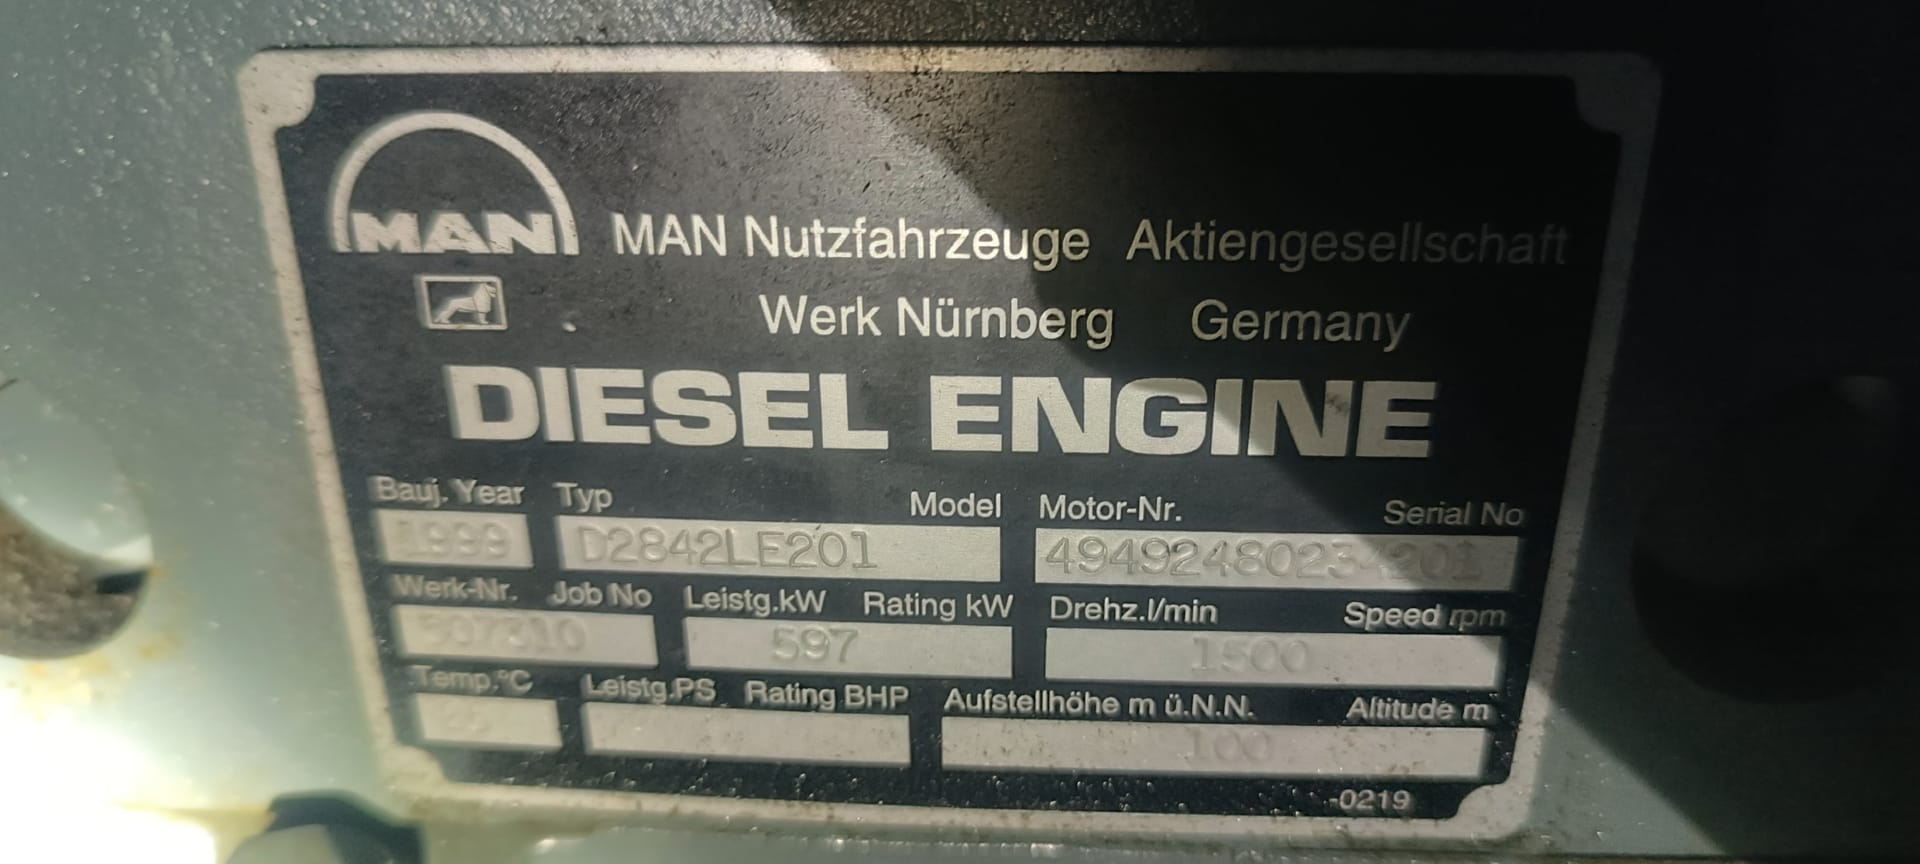 MAN
MAN Nutzfahrzeuge Aktiengesellschaft
Werk Nürnberg Germany
DIESEL ENGINE
Bauj. Year Typ Model Motor-Nr. Serial No
1999 D2842LE201 49492480234201
Werk-Nr. Job No Leistg.kW Rating kW Drehz.l/min Speed rpm
507310 597 1500
Temp.°C Leistg.PS Rating BHP Aufstellhöhe m ü.N.N. Altitude m
100
0219